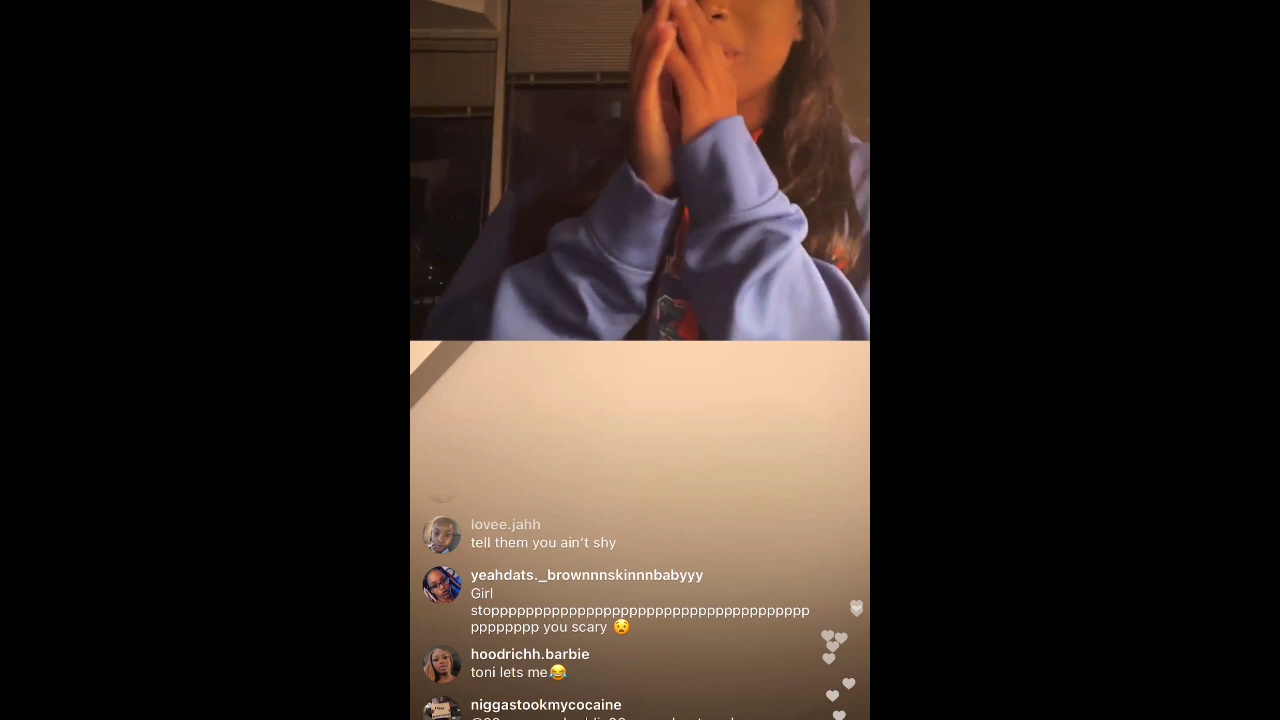 lovee.jahh
tell them you ain't shy
yeahdats._brownnnskinnnbabyyy
Girl
stoppppppppppppppppppppppppppppppppppppp
pppppppp you scary 😧
hoodrichh.barbie
toni lets me😂
niggastookmycocaine